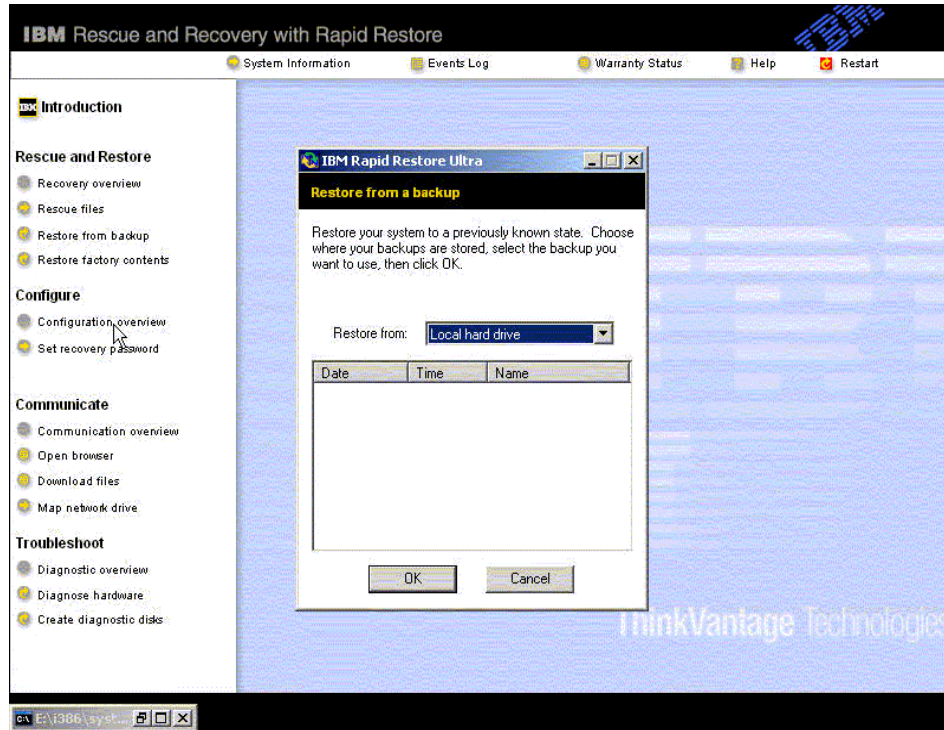 IBM Rescue and Recovery with Rapid Restore
IBM
System Information
Events Log
Warranty Status
Help
Restart
IBM Introduction
Rescue and Restore
Recovery overview
Rescue files
Restore from backup
Restore factory contents
Configure
Configuration overview
Set recovery password
Communicate
Communication overview
Open browser
Download files
Map network drive
Troubleshoot
Diagnostic overview
Diagnose hardware
Create diagnostic disks
IBM Rapid Restore Ultra
Restore from a backup
Restore your system to a previously known state. Choose
where your backups are stored, select the backup you
want to use, then click OK.
Restore from: Local hard drive
Date Time Name
OK Cancel
ThinkVantage Technologies
E:\i386\syst...